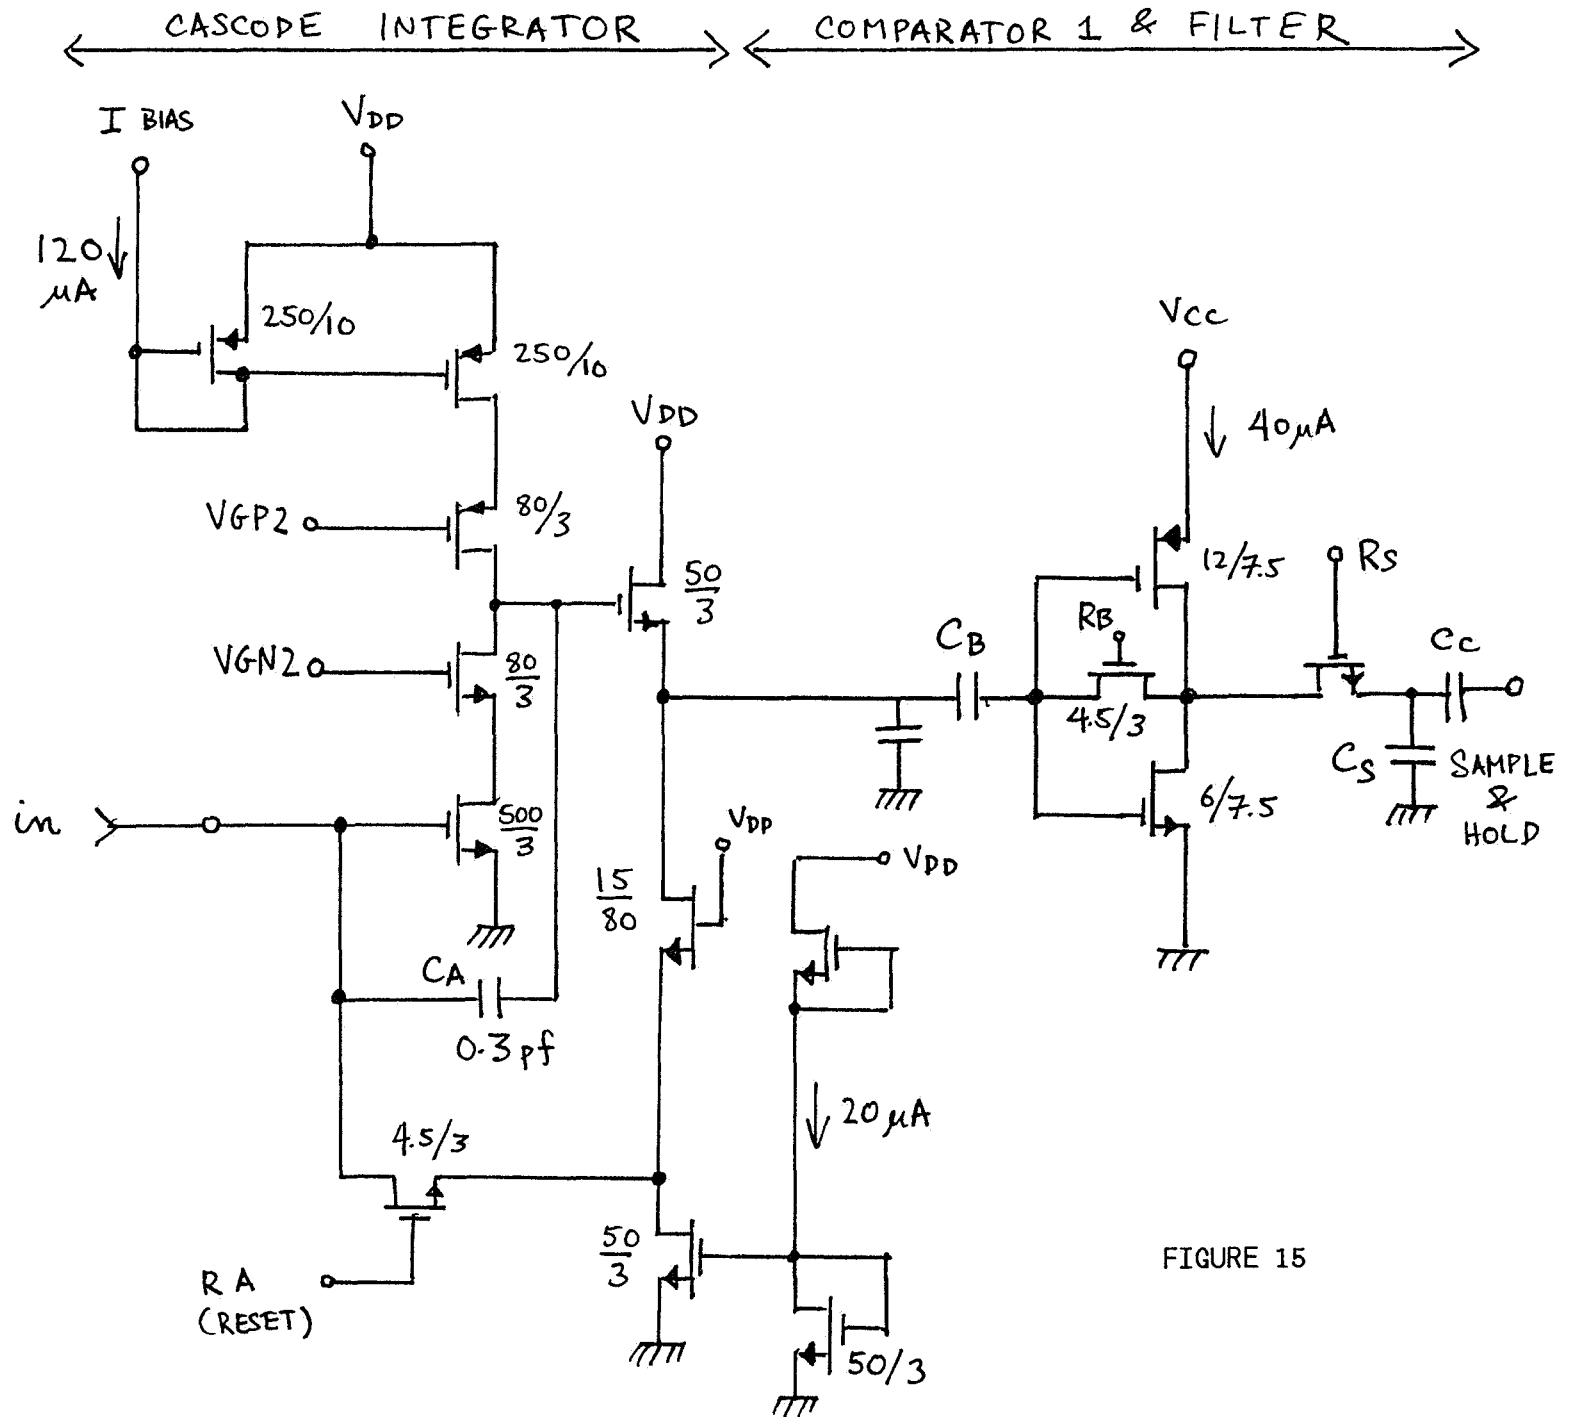 CASCODE INTEGRATOR
COMPARATOR 1 & FILTER
I BIAS
VDD
120
μA
250/10
250/10
VDD
VCC
40μA
VGP2
80/3
50
3
12/7.5
RS
RB
CB
CC
VGN2
80
3
4.5/3
CS
SAMPLE
&
HOLD
in
500
3
VDD
6/7.5
VDD
15
80
CA
0.3pf
20μA
4.5/3
50
3
RA
(RESET)
50/3
FIGURE 15